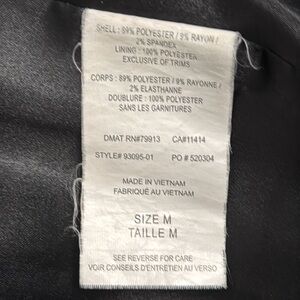 SHELL: 89% POLYESTER / 9% RAYON /
2% SPANDEX
LINING: 100% POLYESTER
EXCLUSIVE OF TRIMS
CORPS: 89% POLYESTER / 9% RAYONNE /
2% ELASTHANNE
DOUBLURE: 100% POLYESTER
SANS LES GARNITURES
DMAT RN#79913 CA#11414
STYLE# 93095-01 PO # 520304
MADE IN VIETNAM
FABRIQUÉ AU VIETNAM
SIZE M
TAILLE M
SEE REVERSE FOR CARE
VOIR CONSEILS D'ENTRETIEN AU VERSO